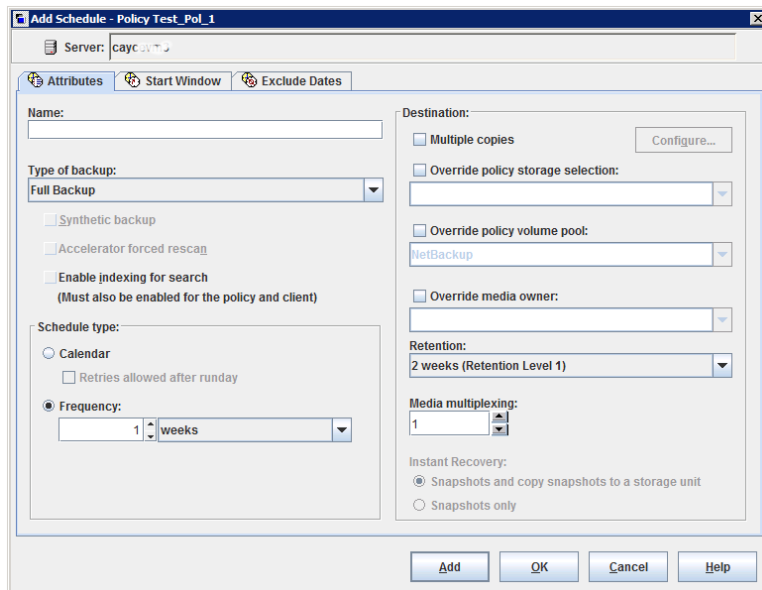 Add Schedule - Policy Test_Pol_1
Server:
Attributes
Start Window
Exclude Dates
Name:
Type of backup:
Full Backup
Synthetic backup
Accelerator forced rescan
Enable indexing for search
(Must also be enabled for the policy and client)
Schedule type:
Calendar
Retries allowed after runday
Frequency:
1 weeks
Destination:
Multiple copies Configure...
Override policy storage selection:
Override policy volume pool:
NetBackup
Override media owner:
Retention:
2 weeks (Retention Level 1)
Media multiplexing:
1
Instant Recovery:
Snapshots and copy snapshots to a storage unit
Snapshots only
Add OK Cancel Help